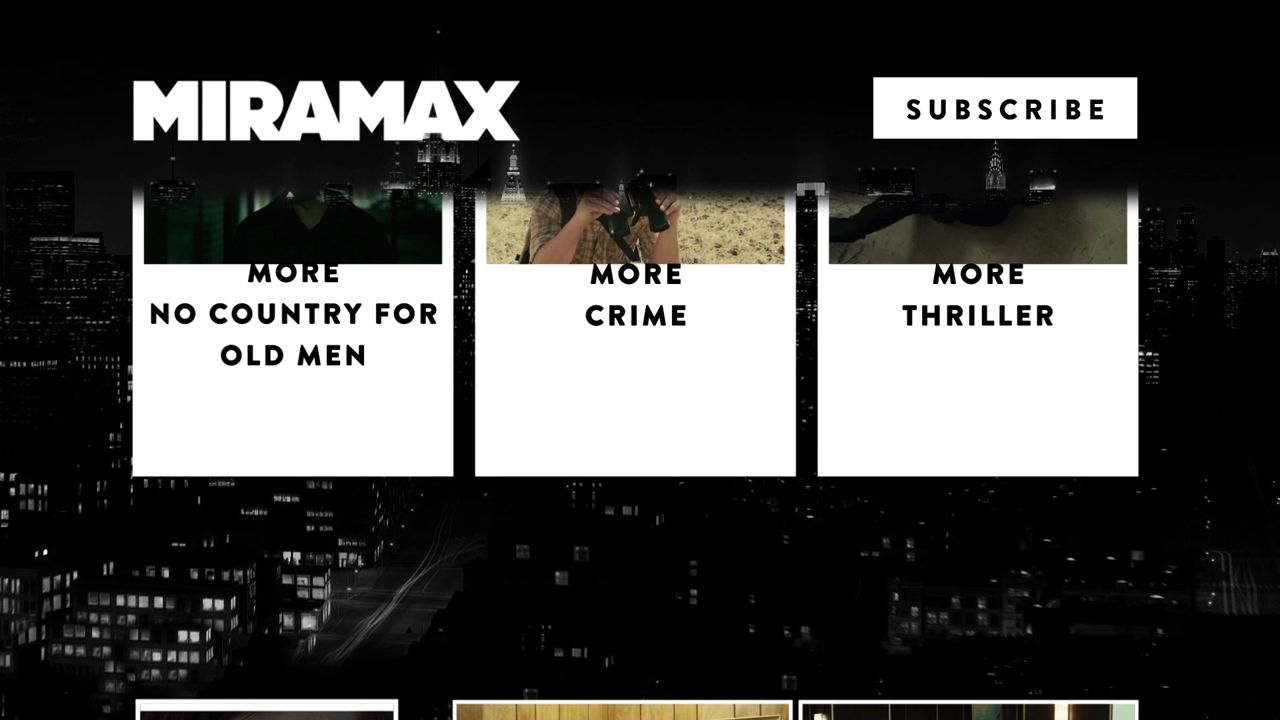 MIRAMAX
SUBSCRIBE
MORE
NO COUNTRY FOR
OLD MEN
MORE
CRIME
MORE
THRILLER